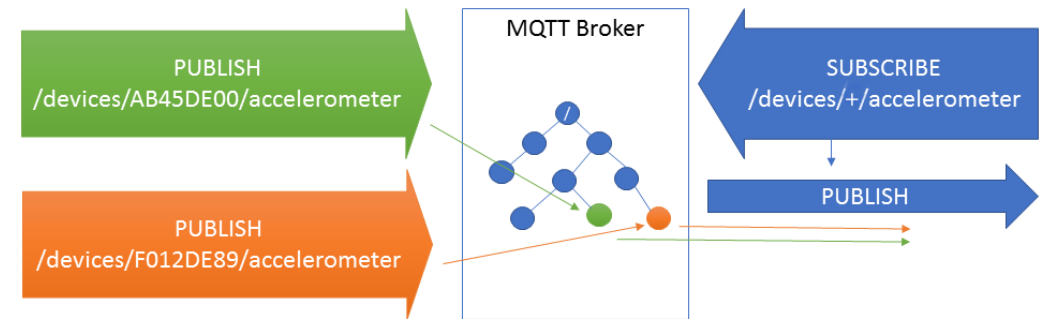 PUBLISH
/devices/AB45DE00/accelerometer
PUBLISH
/devices/F012DE89/accelerometer
MQTT Broker
/
SUBSCRIBE
/devices/+/accelerometer
PUBLISH